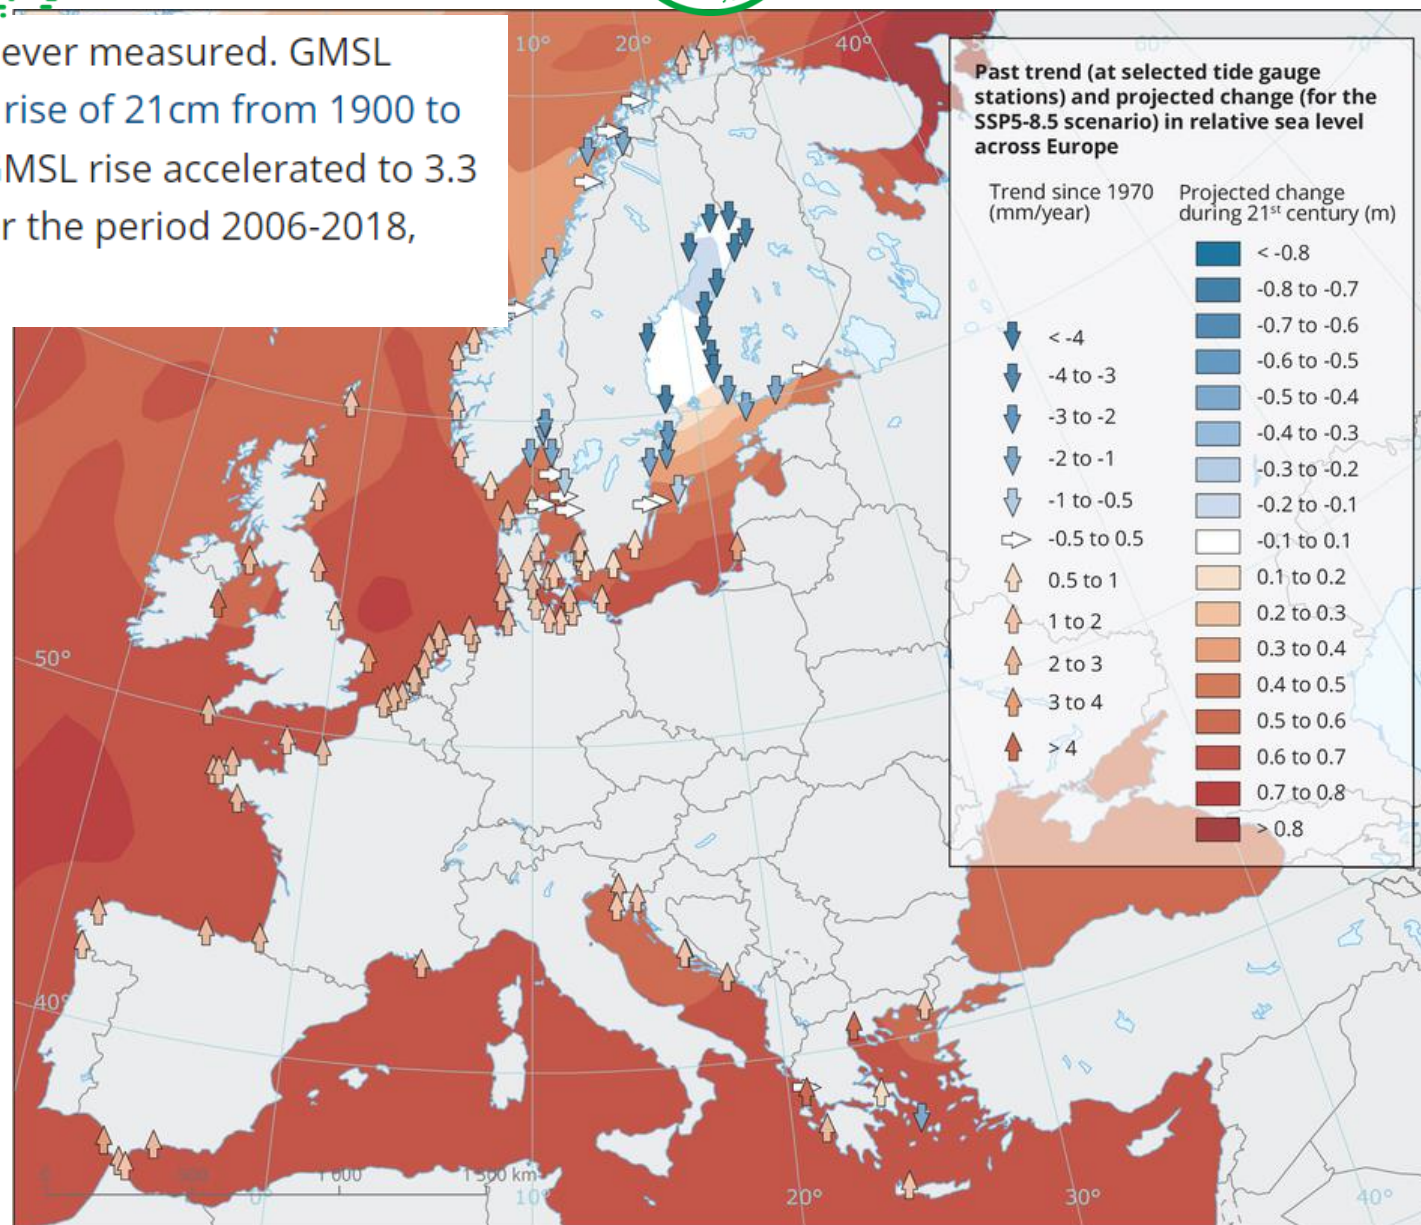 ever measured. GMSL
rise of 21cm from 1900 to
GMSL rise accelerated to 3.3
r the period 2006-2018,
10°
20°
30°
40°
50°
60°
70°
Past trend (at selected tide gauge
stations) and projected change (for the
SSP5-8.5 scenario) in relative sea level
across Europe
Trend since 1970
(mm/year)
< -4
-4 to -3
-3 to -2
-2 to -1
-1 to -0.5
-0.5 to 0.5
0.5 to 1
1 to 2
2 to 3
3 to 4
> 4
Projected change
during 21st century (m)
< -0.8
-0.8 to -0.7
-0.7 to -0.6
-0.6 to -0.5
-0.5 to -0.4
-0.4 to -0.3
-0.3 to -0.2
-0.2 to -0.1
-0.1 to 0.1
0.1 to 0.2
0.2 to 0.3
0.3 to 0.4
0.4 to 0.5
0.5 to 0.6
0.6 to 0.7
0.7 to 0.8
> 0.8
50°
40°
0
500
1 000
1 500 km
0°
10°
20°
30°
40°